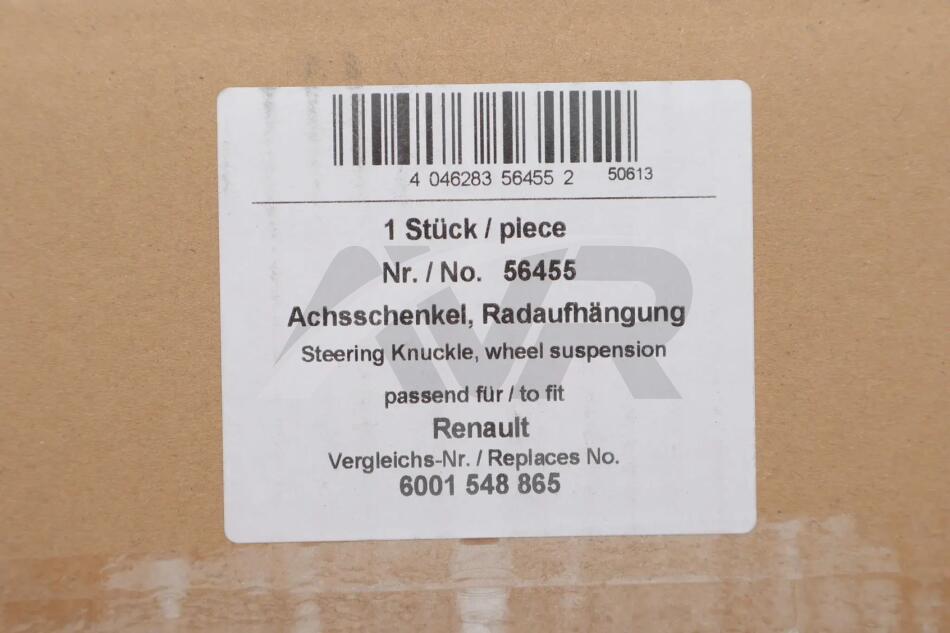 4 046283 56455 2 50613
1 Stück / piece
Nr. / No. 56455
Achsschenkel, Radaufhängung
Steering Knuckle, wheel suspension
passend für / to fit
Renault
Vergleichs-Nr. / Replaces No.
6001 548 865
AVR